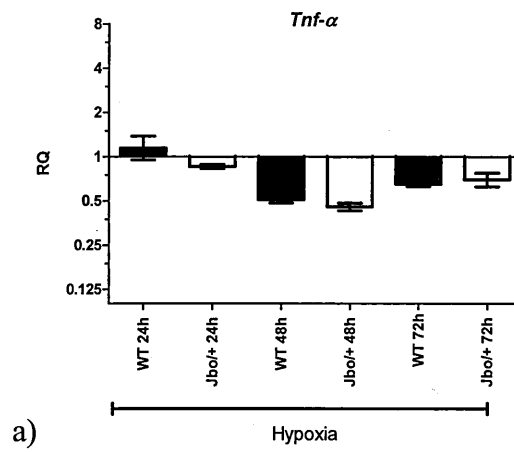 Tnf-α
8
4
2
1
0.5
0.25
0.125
RQ
WT 24h
Jbo/+ 24h
WT 48h
Jbo/+ 48h
WT 72h
Jbo/+ 72h
Hypoxia
a)